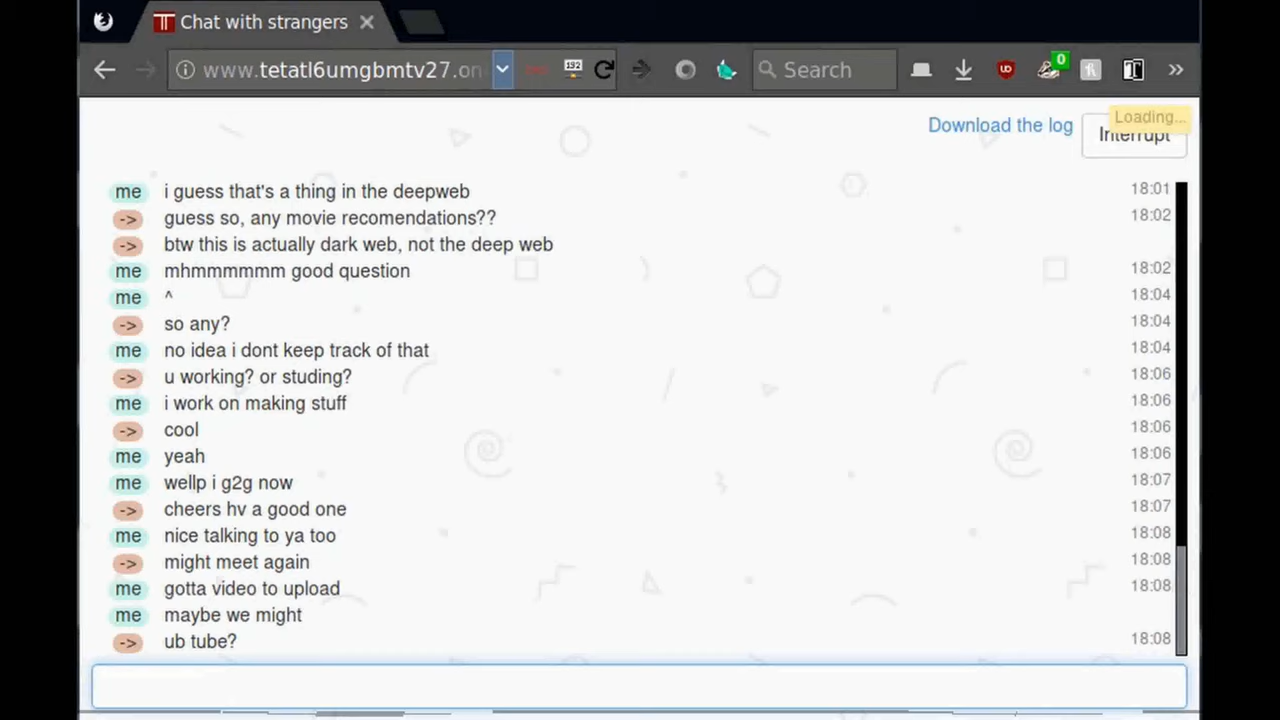 Chat with strangers
www.tetatl6umgbmtv27.on
192
Search
0
Download the log
Loading...
Interrupt
me i guess that's a thing in the deepweb 18:01
-> guess so, any movie recomendations?? 18:02
-> btw this is actually dark web, not the deep web
me mhmmmmmm good question 18:02
me ^ 18:04
-> so any? 18:04
me no idea i dont keep track of that 18:04
-> u working? or studing? 18:06
me i work on making stuff 18:06
-> cool 18:06
me yeah 18:06
me wellp i g2g now 18:07
-> cheers hv a good one 18:07
me nice talking to ya too 18:08
-> might meet again 18:08
me gotta video to upload 18:08
me maybe we might
-> ub tube? 18:08